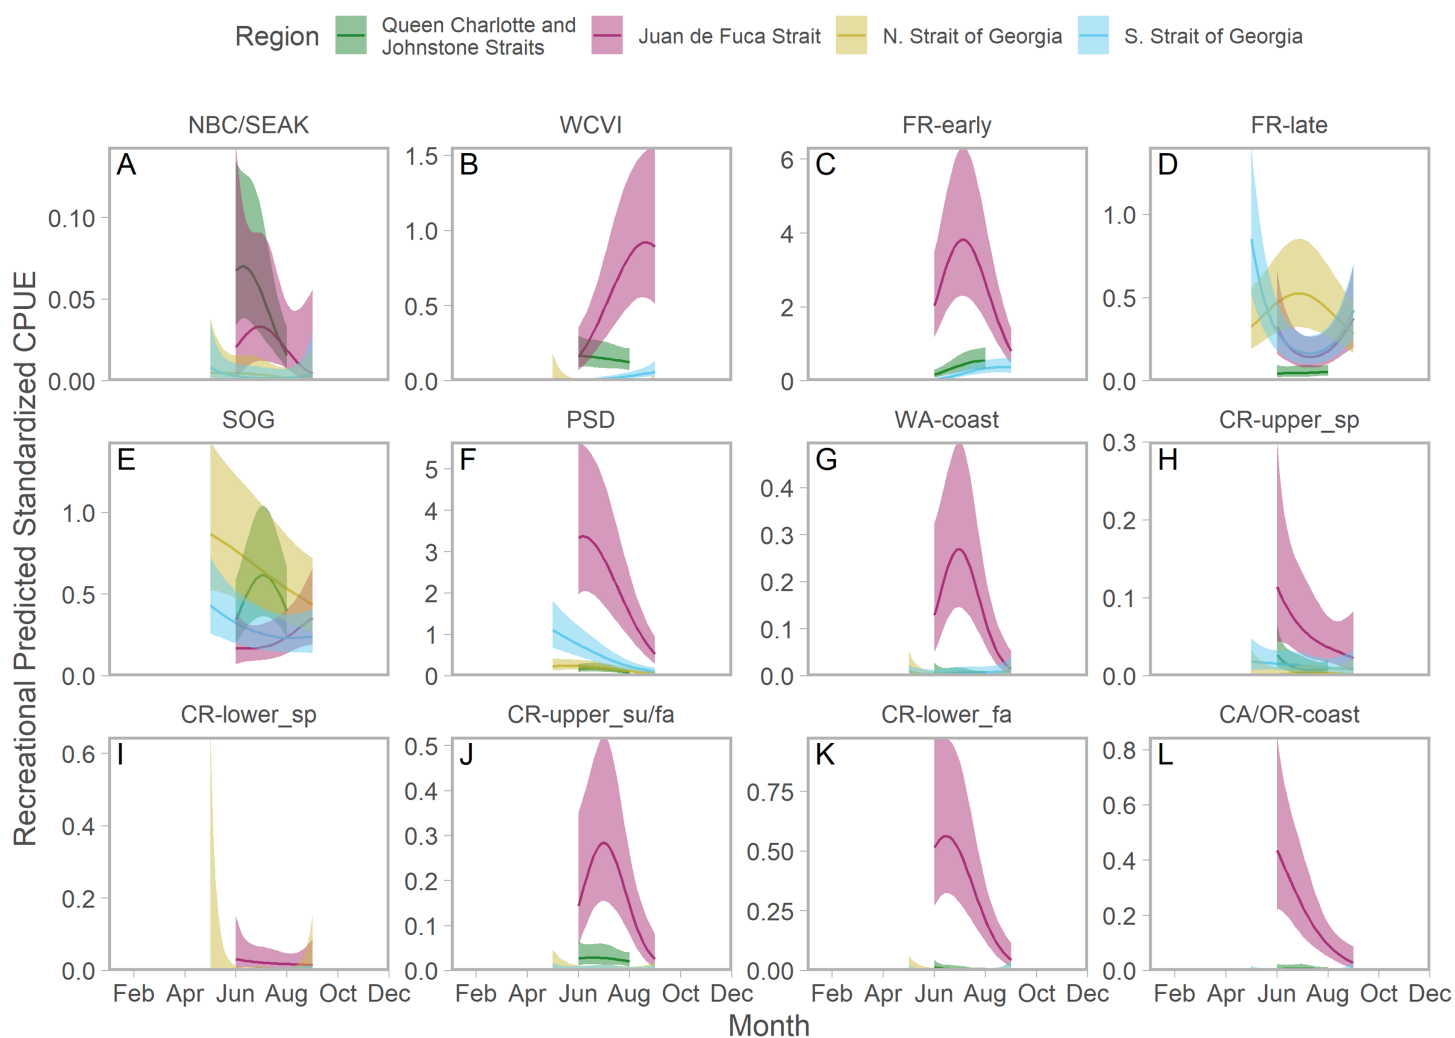 Region
Queen Charlotte and
Johnstone Straits
Juan de Fuca Strait
N. Strait of Georgia
S. Strait of Georgia
NBC/SEAK
WCVI
FR-early
FR-late
A
B
C
D
0.10
0.05
0.00
1.5
1.0
0.5
0.0
6
4
2
0
1.0
0.5
0.0
SOG
PSD
WA-coast
CR-upper_sp
E
F
G
H
1.0
0.5
0.0
5
4
3
2
1
0
0.4
0.3
0.2
0.1
0.0
0.3
0.2
0.1
0.0
CR-lower_sp
CR-upper_su/fa
CR-lower_fa
CA/OR-coast
I
J
K
L
0.6
0.4
0.2
0.0
0.5
0.4
0.3
0.2
0.1
0.0
0.75
0.50
0.25
0.00
0.8
0.6
0.4
0.2
0.0
Feb Apr Jun Aug Oct Dec
Feb Apr Jun Aug Oct Dec
Feb Apr Jun Aug Oct Dec
Feb Apr Jun Aug Oct Dec
Month
Recreational Predicted Standardized CPUE